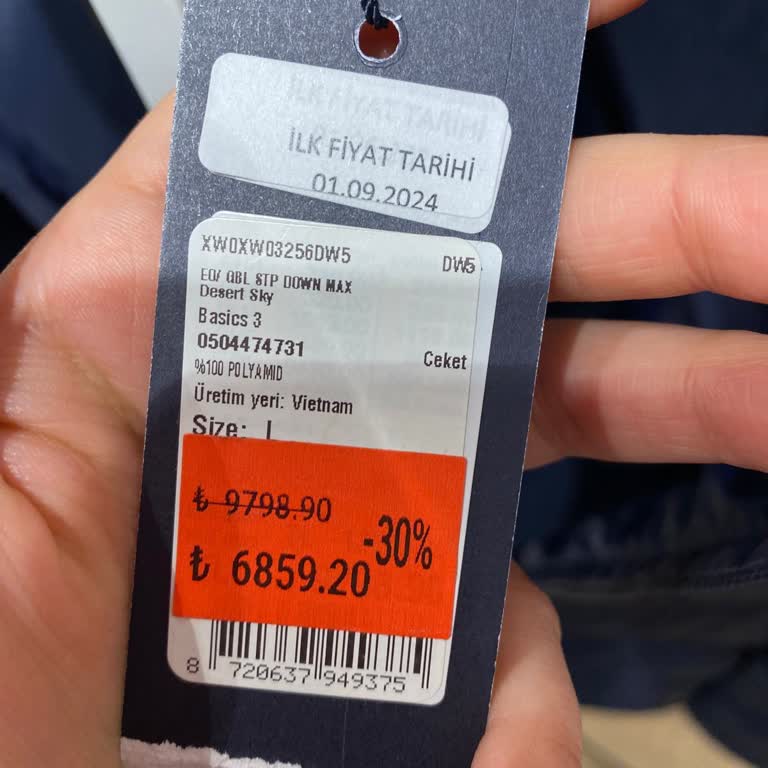 İLK FİYAT TARİHİ
İLK FİYAT TARİHİ
01.09.2024
XW0XW03256DW5
DW5
EO/ GBL STP DOWN MAX
Desert Sky
Basics 3
0504474731
Ceket
%100 POLYAMID
Üretim yeri: Vietnam
Size: L
₺ 9798.90
-30%
₺ 6859.20
8 720637 949375